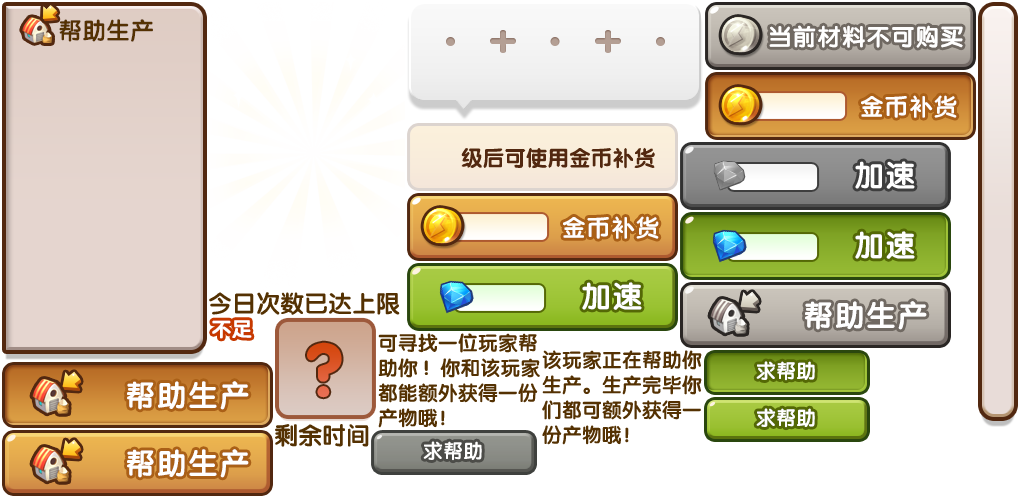 帮助生产
当前材料不可购买
金币补货
级后可使用金币补货
加速
金币补货
加速
加速
今日次数已达上限
不足
帮助生产
可寻找一位玩家帮
助你！你和该玩家
都能额外获得一份
产物哦!
该玩家正在帮助你
生产。生产完毕你
们都可额外获得一
份产物哦!
求帮助
求帮助
帮助生产
剩余时间
求帮助
帮助生产